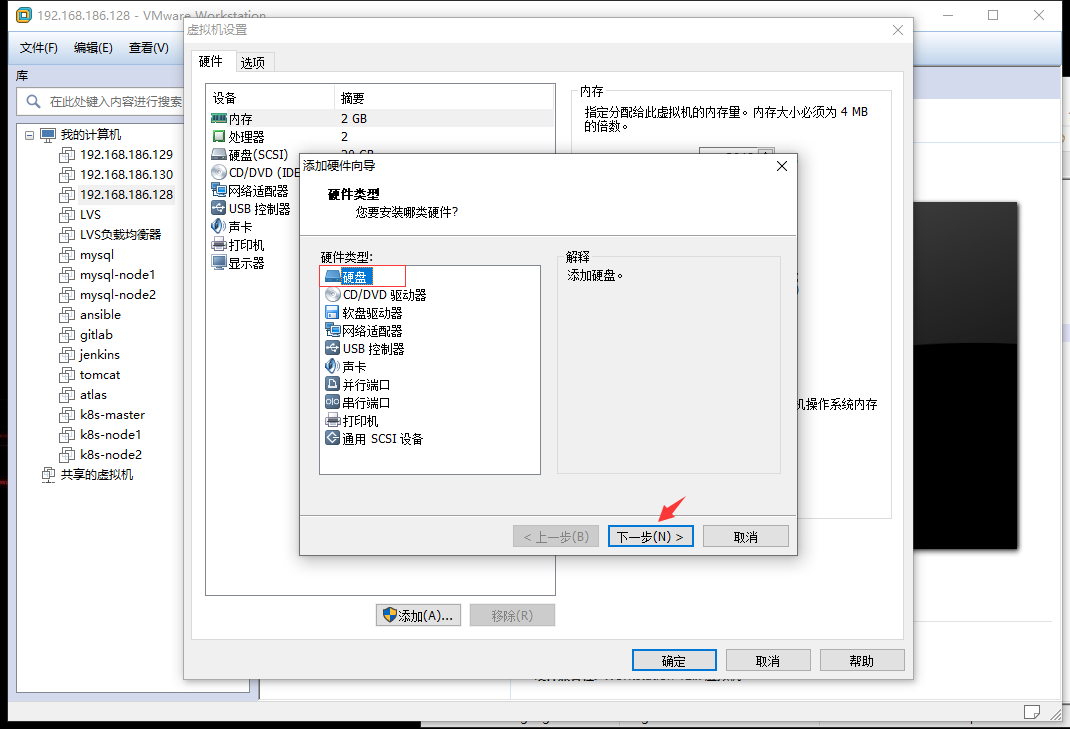 192.168.186.128 - VMware Workstation
虚拟机设置
文件(F) 编辑(E) 查看(V)
硬件 选项
库
在此处键入内容进行搜索
我的计算机
192.168.186.129
192.168.186.130
192.168.186.128
LVS
LVS负载均衡器
mysql
mysql-node1
mysql-node2
ansible
gitlab
jenkins
tomcat
atlas
k8s-master
k8s-node1
k8s-node2
共享的虚拟机
设备 摘要
内存 2 GB
处理器 2
硬盘(SCSI)
CD/DVD (IDE
网络适配器
USB 控制器
声卡
打印机
显示器
内存
指定分配给此虚拟机的内存量。内存大小必须为 4 MB
的倍数。
机操作系统内存
添加硬件向导
硬件类型
您要安装哪类硬件?
硬件类型:
硬盘
CD/DVD 驱动器
软盘驱动器
网络适配器
USB 控制器
声卡
并行端口
串行端口
打印机
通用 SCSI 设备
解释
添加硬盘。
< 上一步(B) 下一步(N) > 取消
添加(A)... 移除(R)
确定 取消 帮助